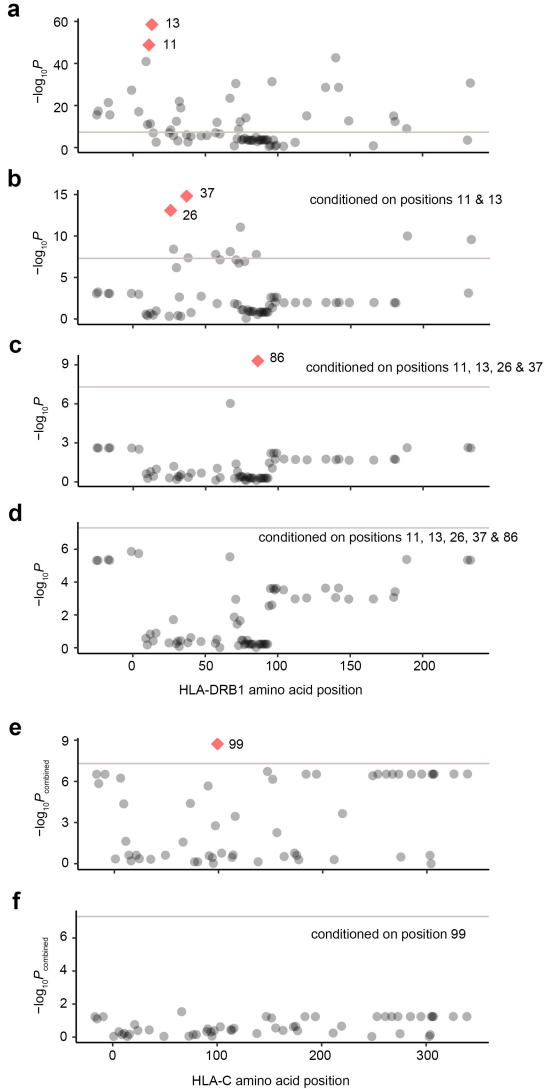 a
60
40
20
0
−log10P
13
11
b
15
10
5
0
−log10P
37
26
conditioned on positions 11 & 13
c
9
6
3
0
−log10P
86
conditioned on positions 11, 13, 26 & 37
d
6
4
2
0
−log10P
conditioned on positions 11, 13, 26, 37 & 86
0 50 100 150 200
HLA-DRB1 amino acid position
e
9
6
3
0
−log10Pcombined
99
0 100 200 300
f
6
4
2
0
−log10Pcombined
conditioned on position 99
0 100 200 300
HLA-C amino acid position